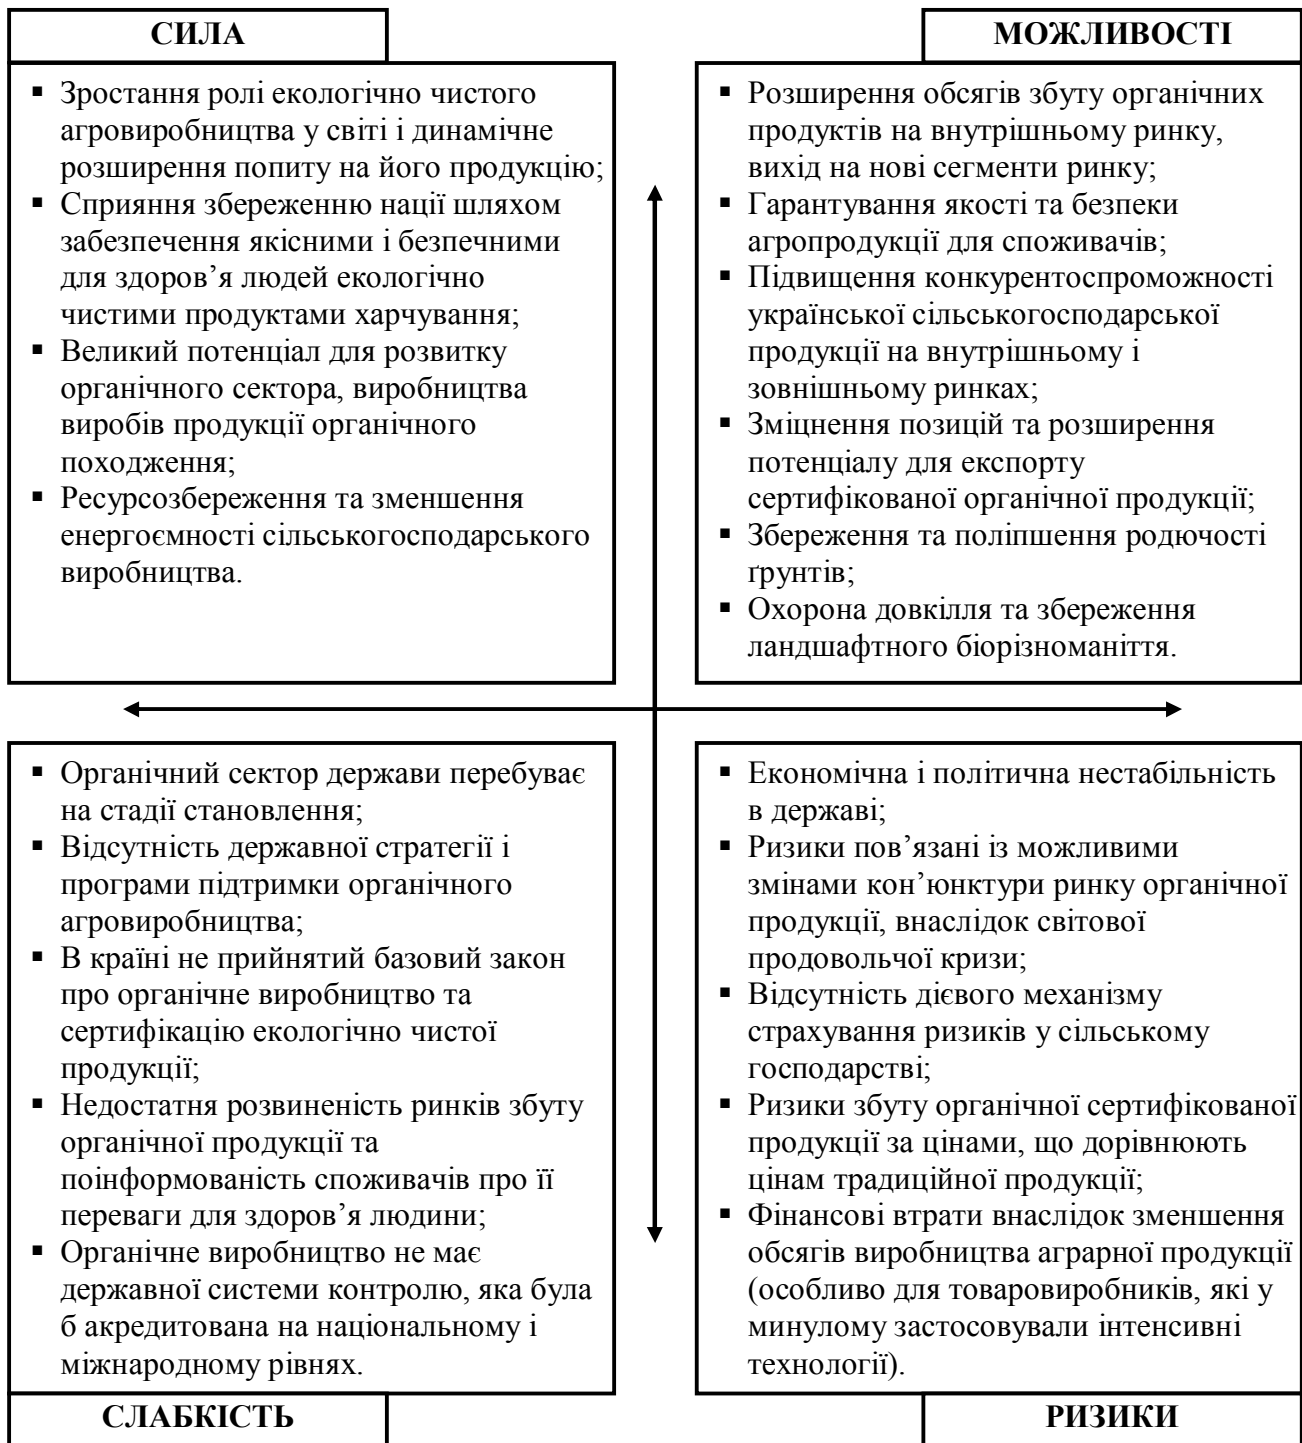 СИЛА
▪ Зростання ролі екологічно чистого
агровиробництва у світі і динамічне
розширення попиту на його продукцію;
▪ Сприяння збереженню нації шляхом
забезпечення якісними і безпечними
для здоров’я людей екологічно
чистими продуктами харчування;
▪ Великий потенціал для розвитку
органічного сектора, виробництва
виробів продукції органічного
походження;
▪ Ресурсозбереження та зменшення
енергоємності сільськогосподарського
виробництва.
МОЖЛИВОСТІ
▪ Розширення обсягів збуту органічних
продуктів на внутрішньому ринку,
вихід на нові сегменти ринку;
▪ Гарантування якості та безпеки
агропродукції для споживачів;
▪ Підвищення конкурентоспроможності
української сільськогосподарської
продукції на внутрішньому і
зовнішньому ринках;
▪ Зміцнення позицій та розширення
потенціалу для експорту
сертифікованої органічної продукції;
▪ Збереження та поліпшення родючості
ґрунтів;
▪ Охорона довкілля та збереження
ландшафтного біорізноманіття.
▪ Органічний сектор держави перебуває
на стадії становлення;
▪ Відсутність державної стратегії і
програми підтримки органічного
агровиробництва;
▪ В країні не прийнятий базовий закон
про органічне виробництво та
сертифікацію екологічно чистої
продукції;
▪ Недостатня розвиненість ринків збуту
органічної продукції та
поінформованість споживачів про її
переваги для здоров’я людини;
▪ Органічне виробництво не має
державної системи контролю, яка була
б акредитована на національному і
міжнародному рівнях.
СЛАБКІСТЬ
▪ Економічна і політична нестабільність
в державі;
▪ Ризики пов’язані із можливими
змінами кон’юнктури ринку органічної
продукції, внаслідок світової
продовольчої кризи;
▪ Відсутність дієвого механізму
страхування ризиків у сільському
господарстві;
▪ Ризики збуту органічної сертифікованої
продукції за цінами, що дорівнюють
цінам традиційної продукції;
▪ Фінансові втрати внаслідок зменшення
обсягів виробництва аграрної продукції
(особливо для товаровиробників, які у
минулому застосовували інтенсивні
технології).
РИЗИКИ